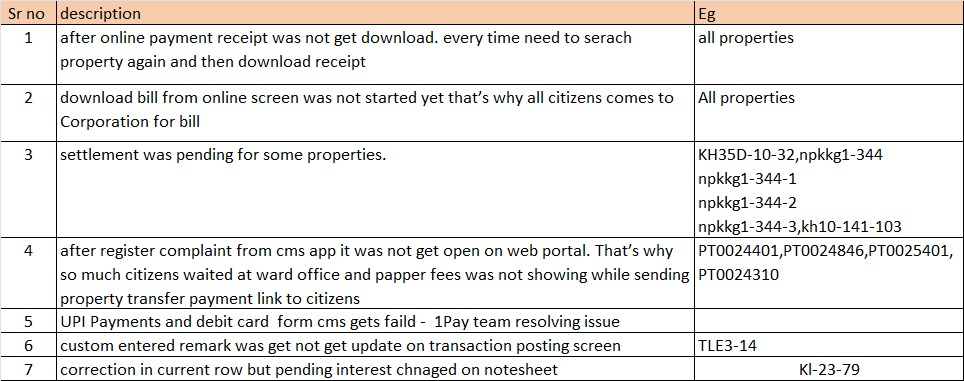 Sr no description Eg
1 after online payment receipt was not get download. every time need to serach all properties
property again and then download receipt
2 download bill from online screen was not started yet that's why all citizens comes to All properties
Corporation for bill
3 settlement was pending for some properties. KH35D-10-32,npkkg1-344
npkkg1-344-1
npkkg1-344-2
npkkg1-344-3,kh10-141-103
4 after register complaint from cms app it was not get open on web portal. That's why PT0024401,PT0024846,PT0025401,
so much citizens waited at ward office and papper fees was not showing while sending PT0024310
property transfer payment link to citizens
5 UPI Payments and debit card form cms gets faild - 1Pay team resolving issue
6 custom entered remark was get not get update on transaction posting screen TLE3-14
7 correction in current row but pending interest chnaged on notesheet Kl-23-79